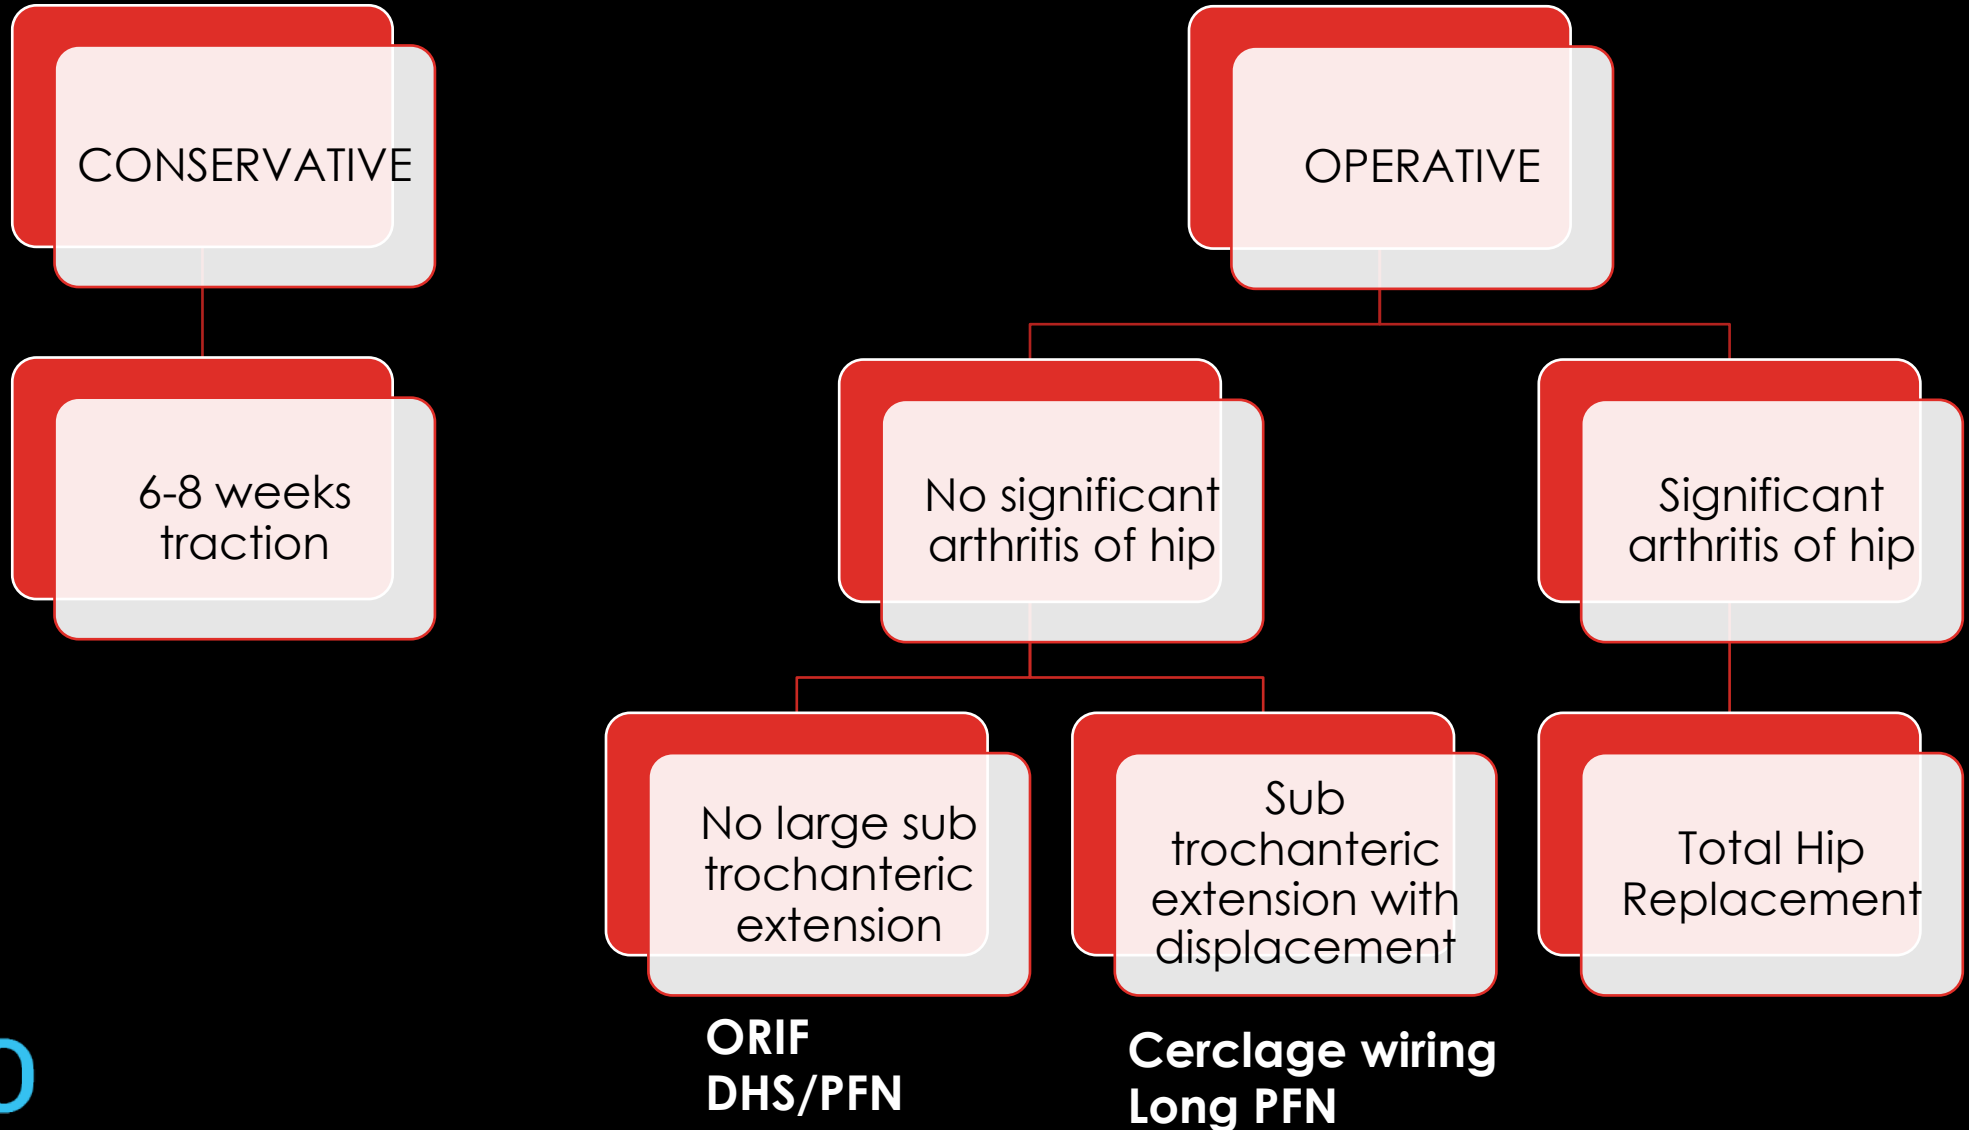 CONSERVATIVE
OPERATIVE
6-8 weeks
traction
No significant
arthritis of hip
Significant
arthritis of hip
No large sub
trochanteric
extension
Sub
trochanteric
extension with
displacement
Total Hip
Replacement
ORIF
DHS/PFN
Cerclage wiring
Long PFN